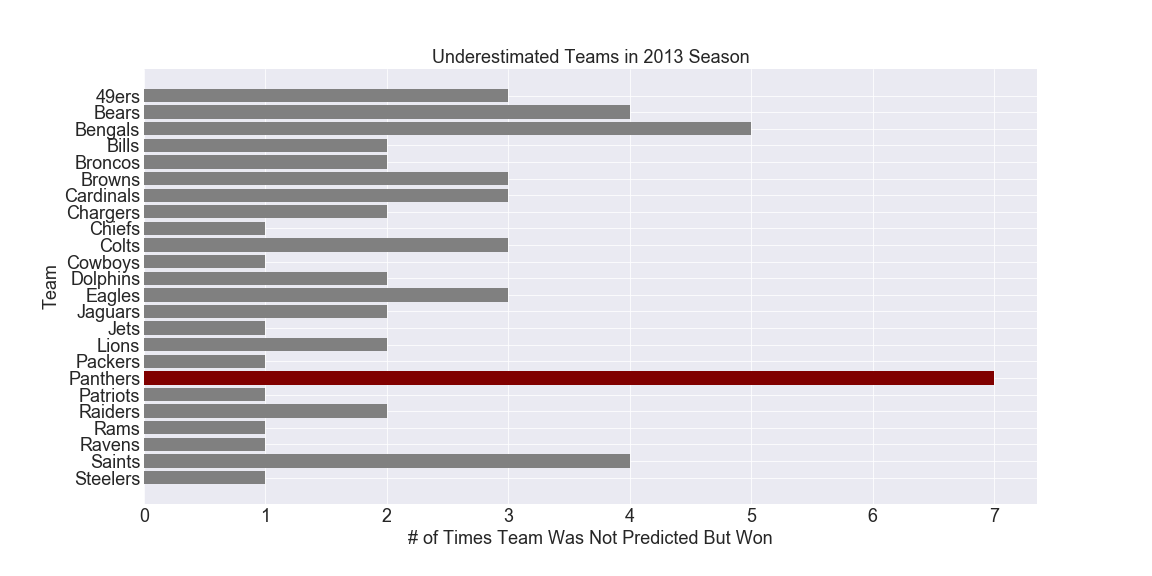 Underestimated Teams in 2013 Season
Team
49ers
Bears
Bengals
Bills
Broncos
Browns
Cardinals
Chargers
Chiefs
Colts
Cowboys
Dolphins
Eagles
Jaguars
Jets
Lions
Packers
Panthers
Patriots
Raiders
Rams
Ravens
Saints
Steelers
0 1 2 3 4 5 6 7
# of Times Team Was Not Predicted But Won